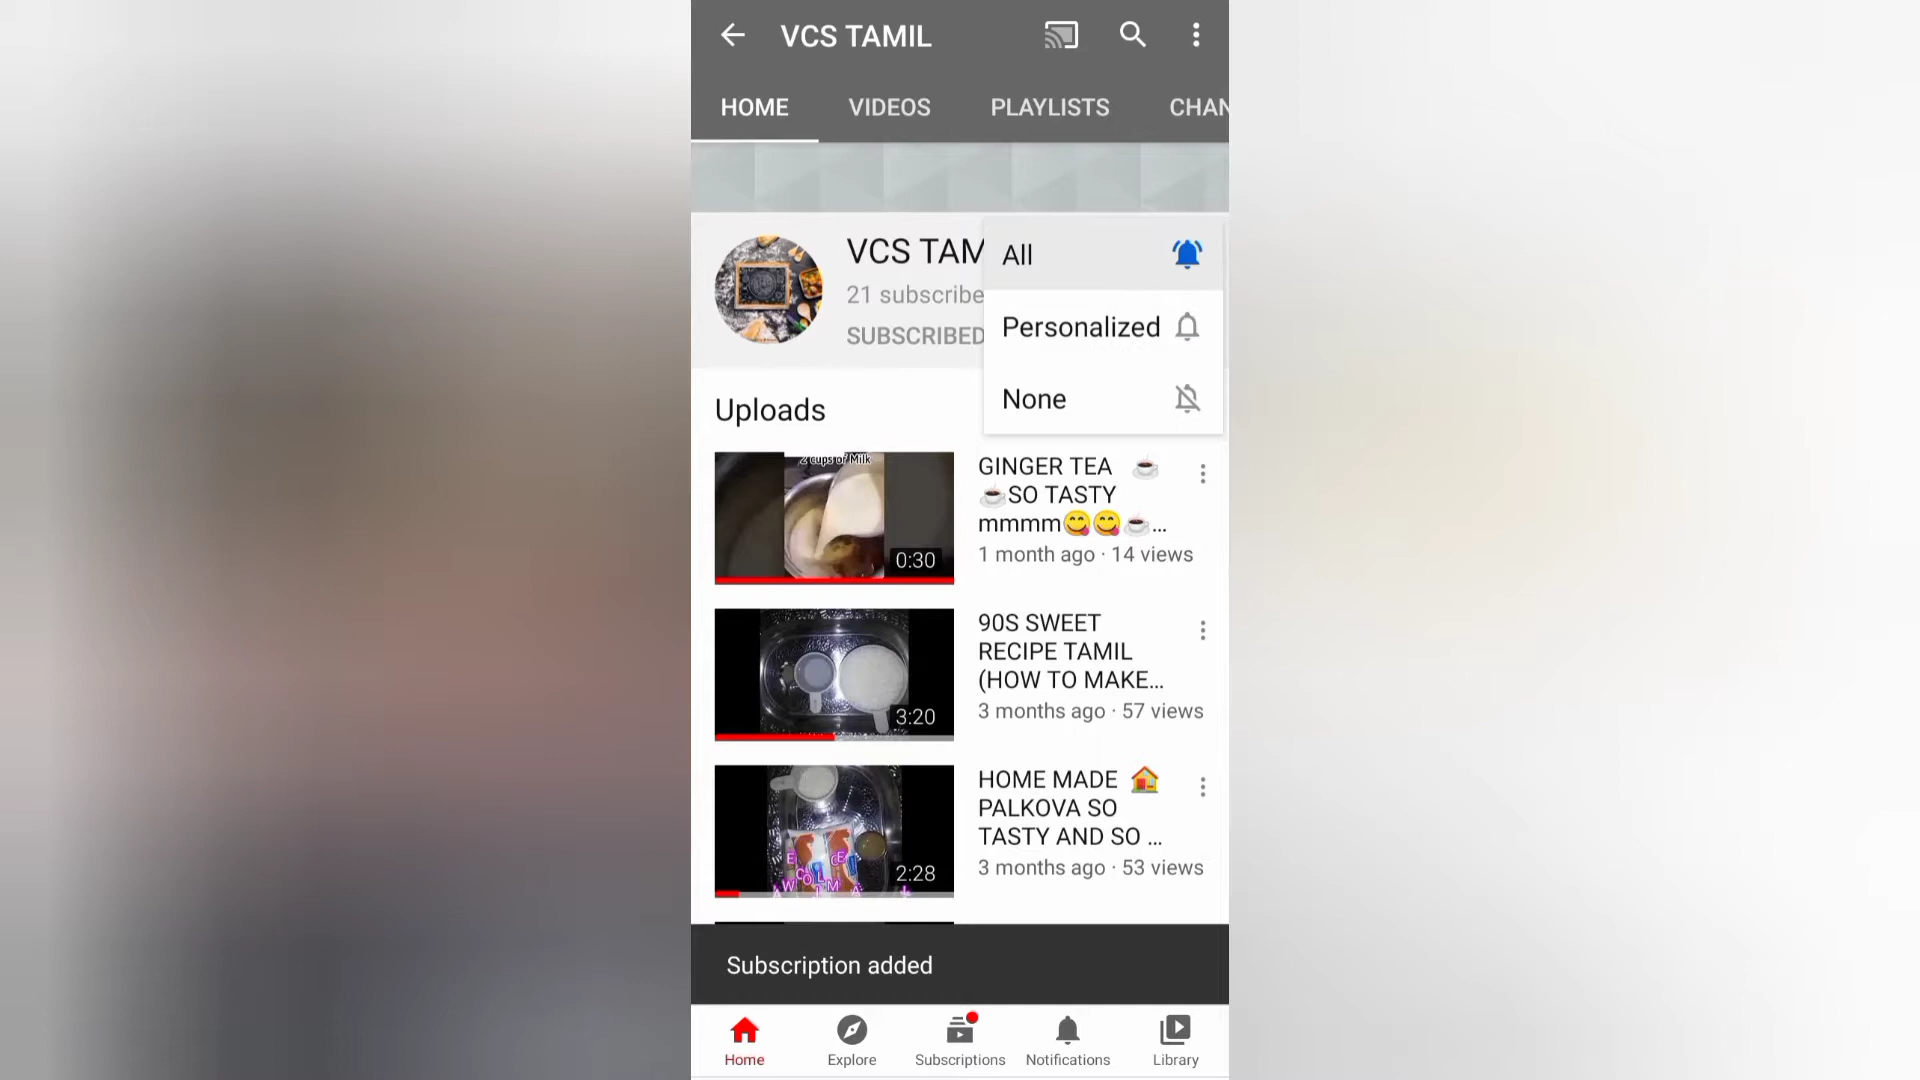 VCS TAMIL
HOME VIDEOS PLAYLISTS CHAN
VCS TAM
21 subscribe
SUBSCRIBED
All
Personalized
None
Uploads
2 cups of Milk
0:30
GINGER TEA ☕
☕SO TASTY
mmmm😋😋☕...
1 month ago · 14 views
3:20
90S SWEET
RECIPE TAMIL
(HOW TO MAKE...
3 months ago · 57 views
2:28
HOME MADE 🏠
PALKOVA SO
TASTY AND SO ...
3 months ago · 53 views
Subscription added
Home Explore Subscriptions Notifications Library